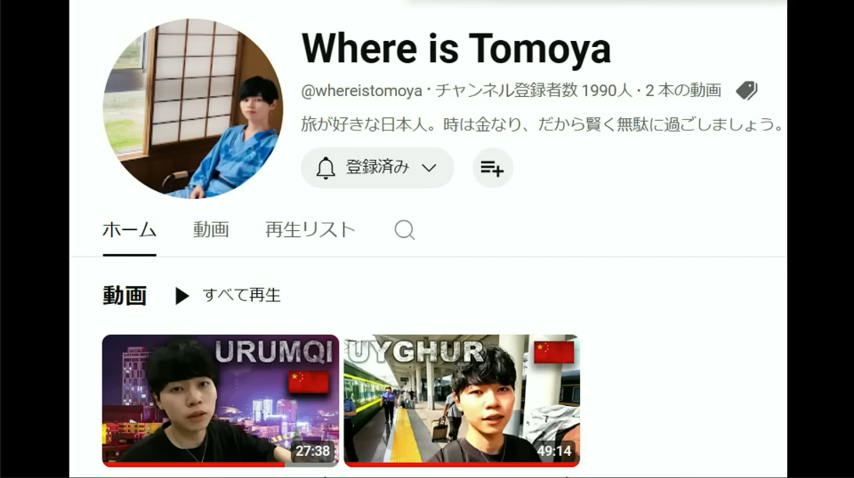 Where is Tomoya
@whereistomoya・チャンネル登録者数 1990人・2 本の動画
旅が好きな日本人。時は金なり、だから賢く無駄に過ごしましょう。
登録済み
ホーム 動画 再生リスト
動画 すべて再生
URUMQI
27:38
UYGHUR
49:14